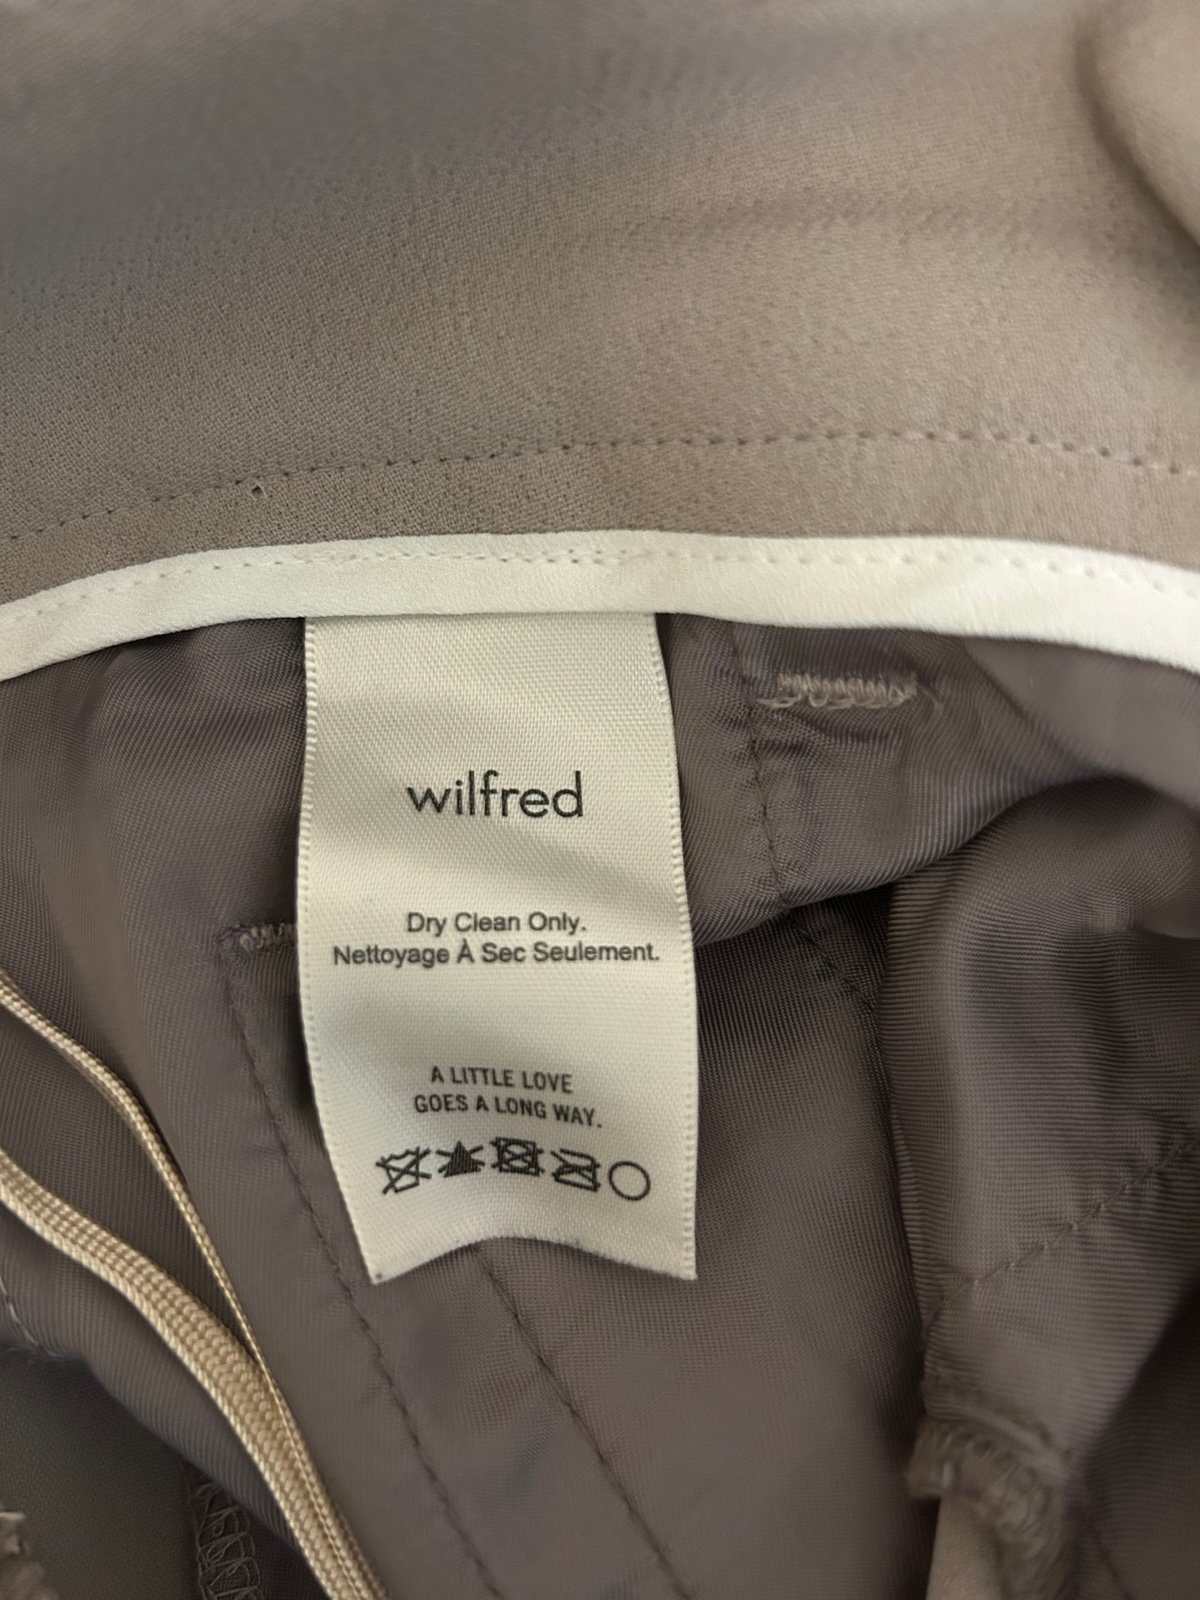 wilfred
Dry Clean Only.
Nettoyage À Sec Seulement.
A LITTLE LOVE
GOES A LONG WAY.